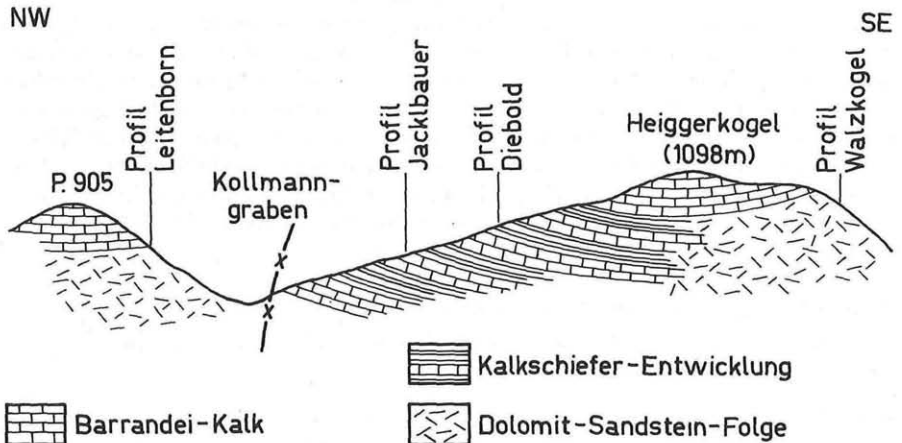 NW
SE
P. 905
Profil
Leitenborn
Kollmann-
graben
Profil
Jacklbauer
Profil
Diebold
Heiggerkogel
(1098m)
Profil
Walzkogel
Kalkschiefer-Entwicklung
Barrandei-Kalk
Dolomit-Sandstein-Folge